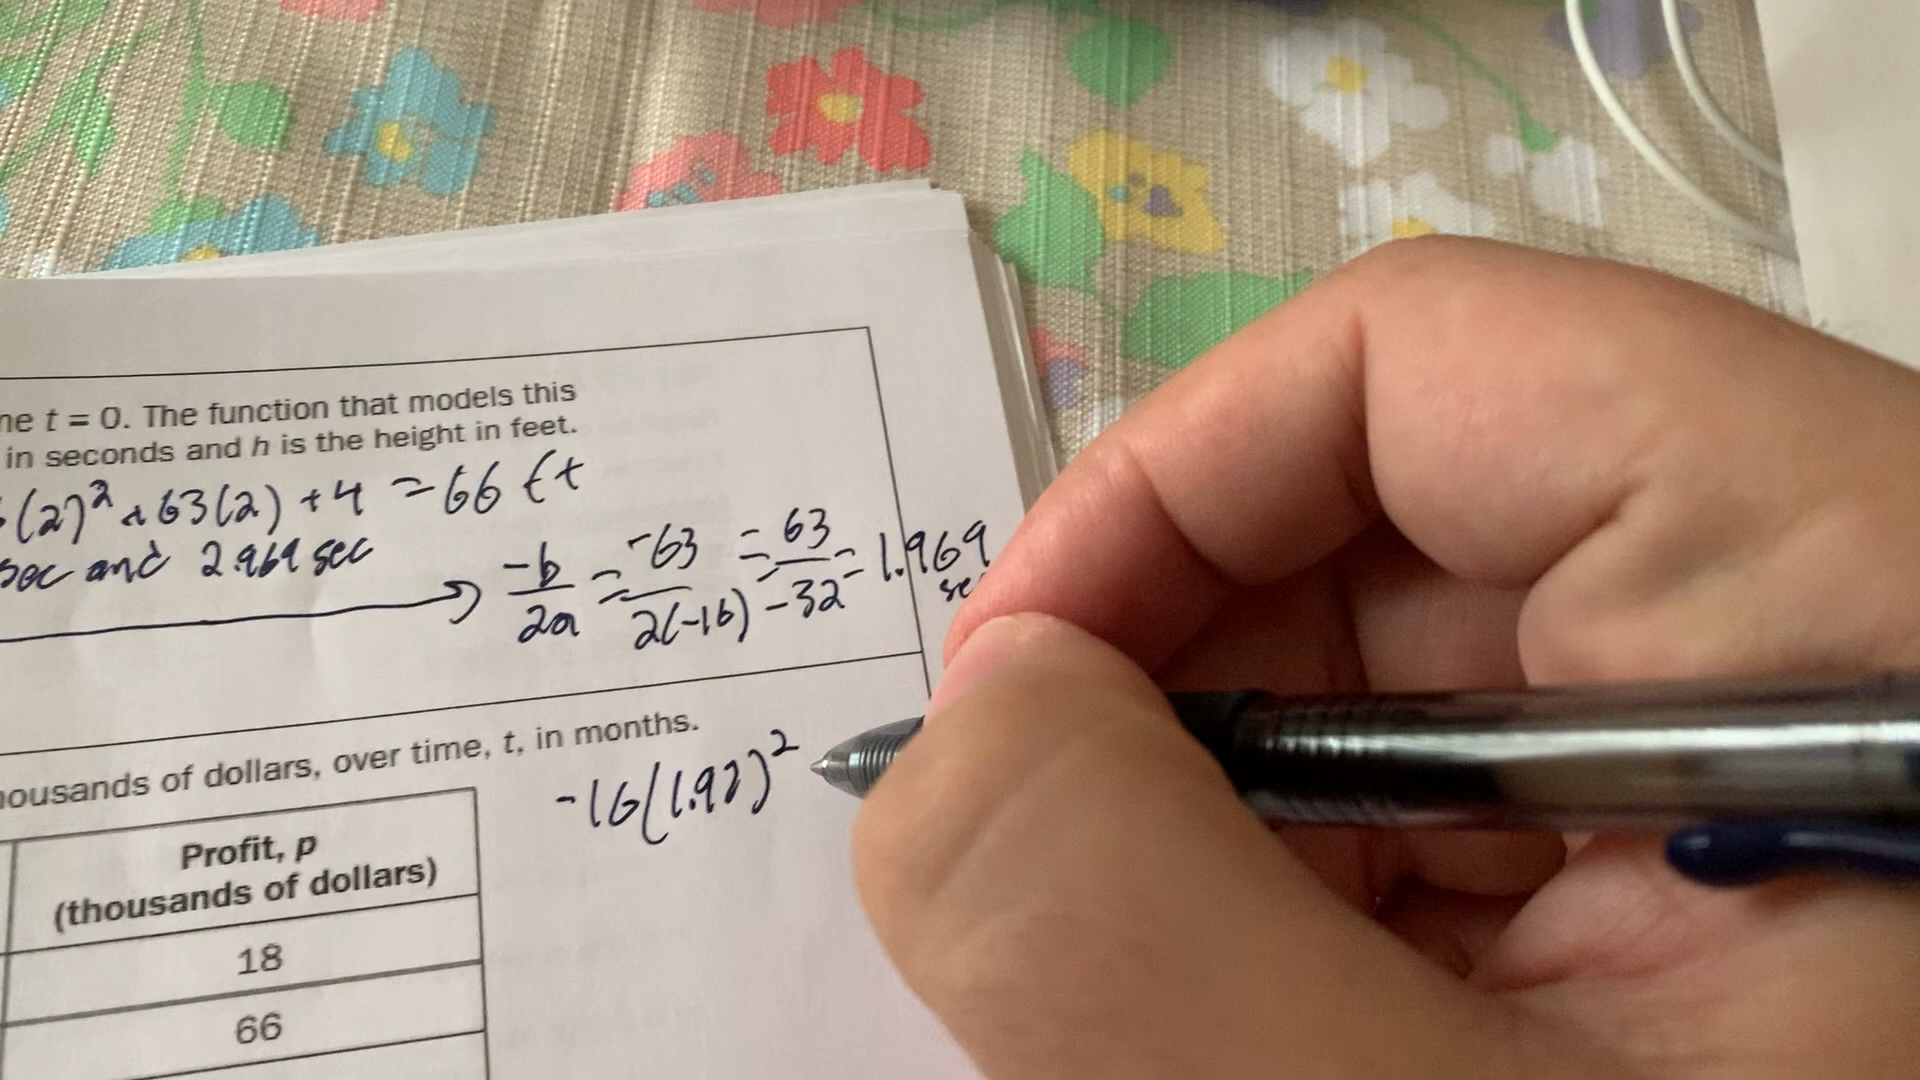 t = 0. The function that models this
in seconds and h is the height in feet.
(2)² + 63(2) + 4 = 66 ft
sec and 2.969 sec
-b/2a = -63/2(-16) = 63/-32 = 1.969 sec
thousands of dollars, over time, t, in months.
-16(1.97)²
Profit, p
(thousands of dollars)
18
66